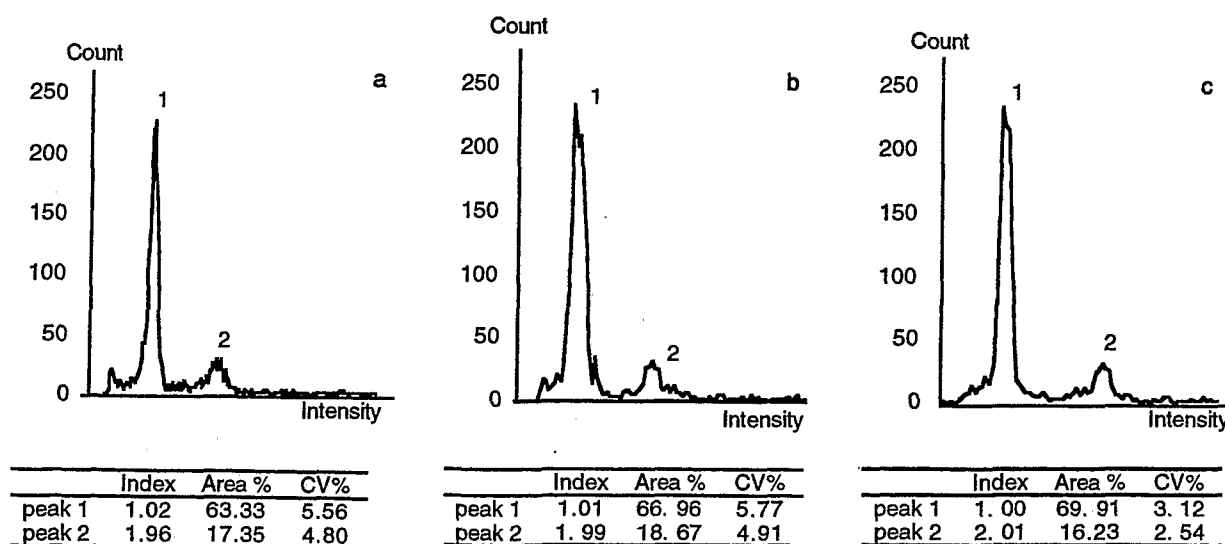 Count
a
250
1
200
150
100
50
2
0
Intensity
Index Area % CV%
peak 1 1.02 63.33 5.56
peak 2 1.96 17.35 4.80
Count
b
250
1
200
150
100
50
2
0
Intensity
Index Area % CV%
peak 1 1.01 66. 96 5.77
peak 2 1. 99 18. 67 4.91
Count
c
250
1
200
150
100
50
2
0
Intensity
Index Area % CV%
peak 1 1. 00 69. 91 3. 12
peak 2 2. 01 16.23 2. 54